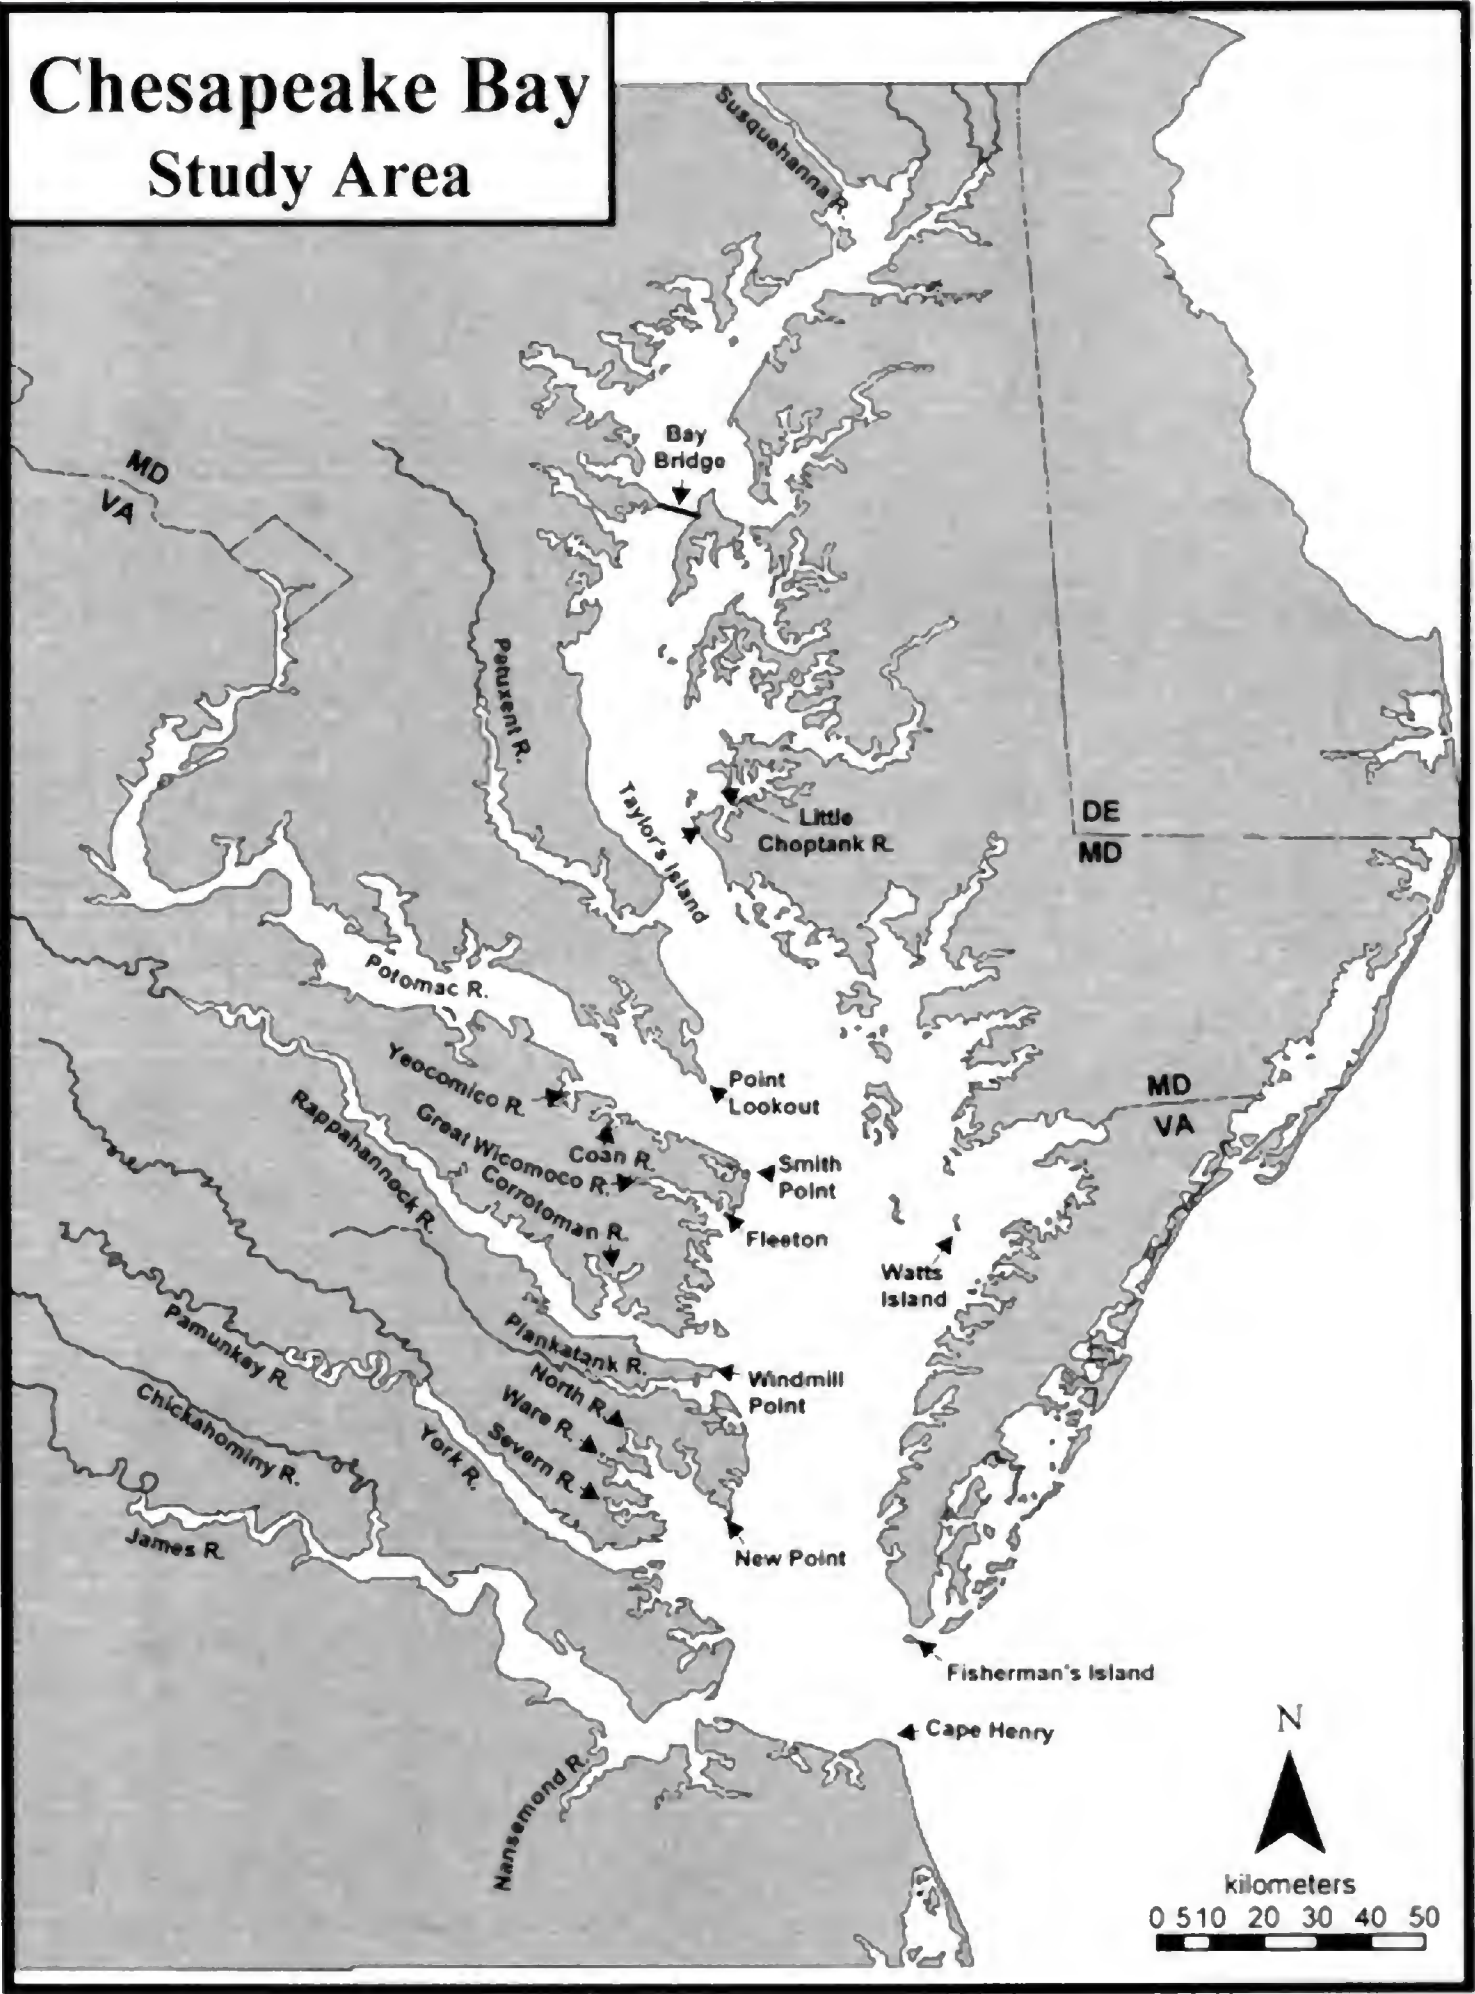 Chesapeake Bay
Study Area
Susquehanna R.
Bay
Bridge
MD
VA
Patuxent R.
Taylor's Island
Little
Choptank R.
DE
MD
Potomac R.
Yeocomico R.
Point
Lookout
MD
VA
Rappahannock R.
Great Wicomoco R.
Coan R.
Smith
Point
Corrotoman R.
Fleeton
Watts
Island
Pamunkey R.
Piankatank R.
Windmill
Point
North R.
Ware R.
Severn R.
Chickahominy R.
York R.
James R.
New Point
Fisherman's Island
Cape Henry
Nansemond R.
N
kilometers
0 5 10 20 30 40 50